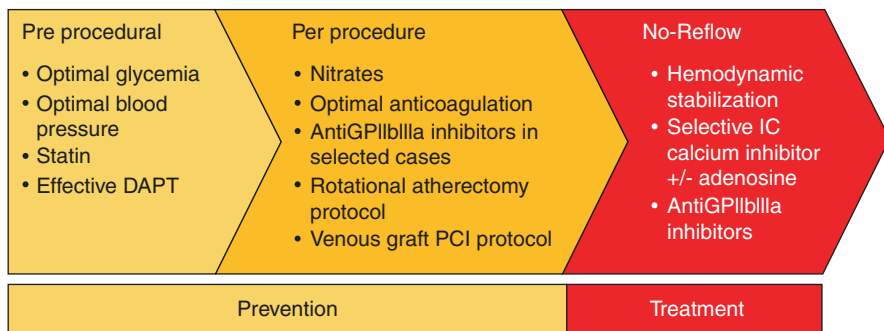 Pre procedural
• Optimal glycemia
• Optimal blood
pressure
• Statin
• Effective DAPT
Per procedure
• Nitrates
• Optimal anticoagulation
• AntiGPIIbIIIa inhibitors in
selected cases
• Rotational atherectomy
protocol
• Venous graft PCI protocol
No-Reflow
• Hemodynamic
stabilization
• Selective IC
calcium inhibitor
+/- adenosine
• AntiGPIIbIIIa
inhibitors
Prevention
Treatment